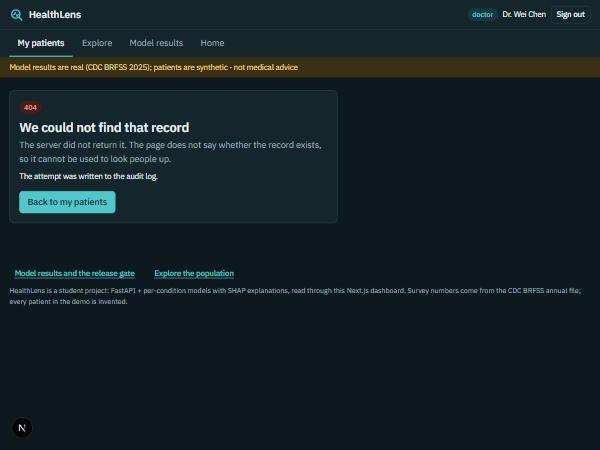 HealthLens
doctor Dr. Wei Chen Sign out
My patients Explore Model results Home
Model results are real (CDC BRFSS 2025); patients are synthetic · not medical advice
404
We could not find that record
The server did not return it. The page does not say whether the record exists,
so it cannot be used to look people up.
The attempt was written to the audit log.
Back to my patients
Model results and the release gate Explore the population
HealthLens is a student project: FastAPI + per-condition models with SHAP explanations, read through this Next.js dashboard. Survey numbers come from the CDC BRFSS annual file;
every patient in the demo is invented.
N